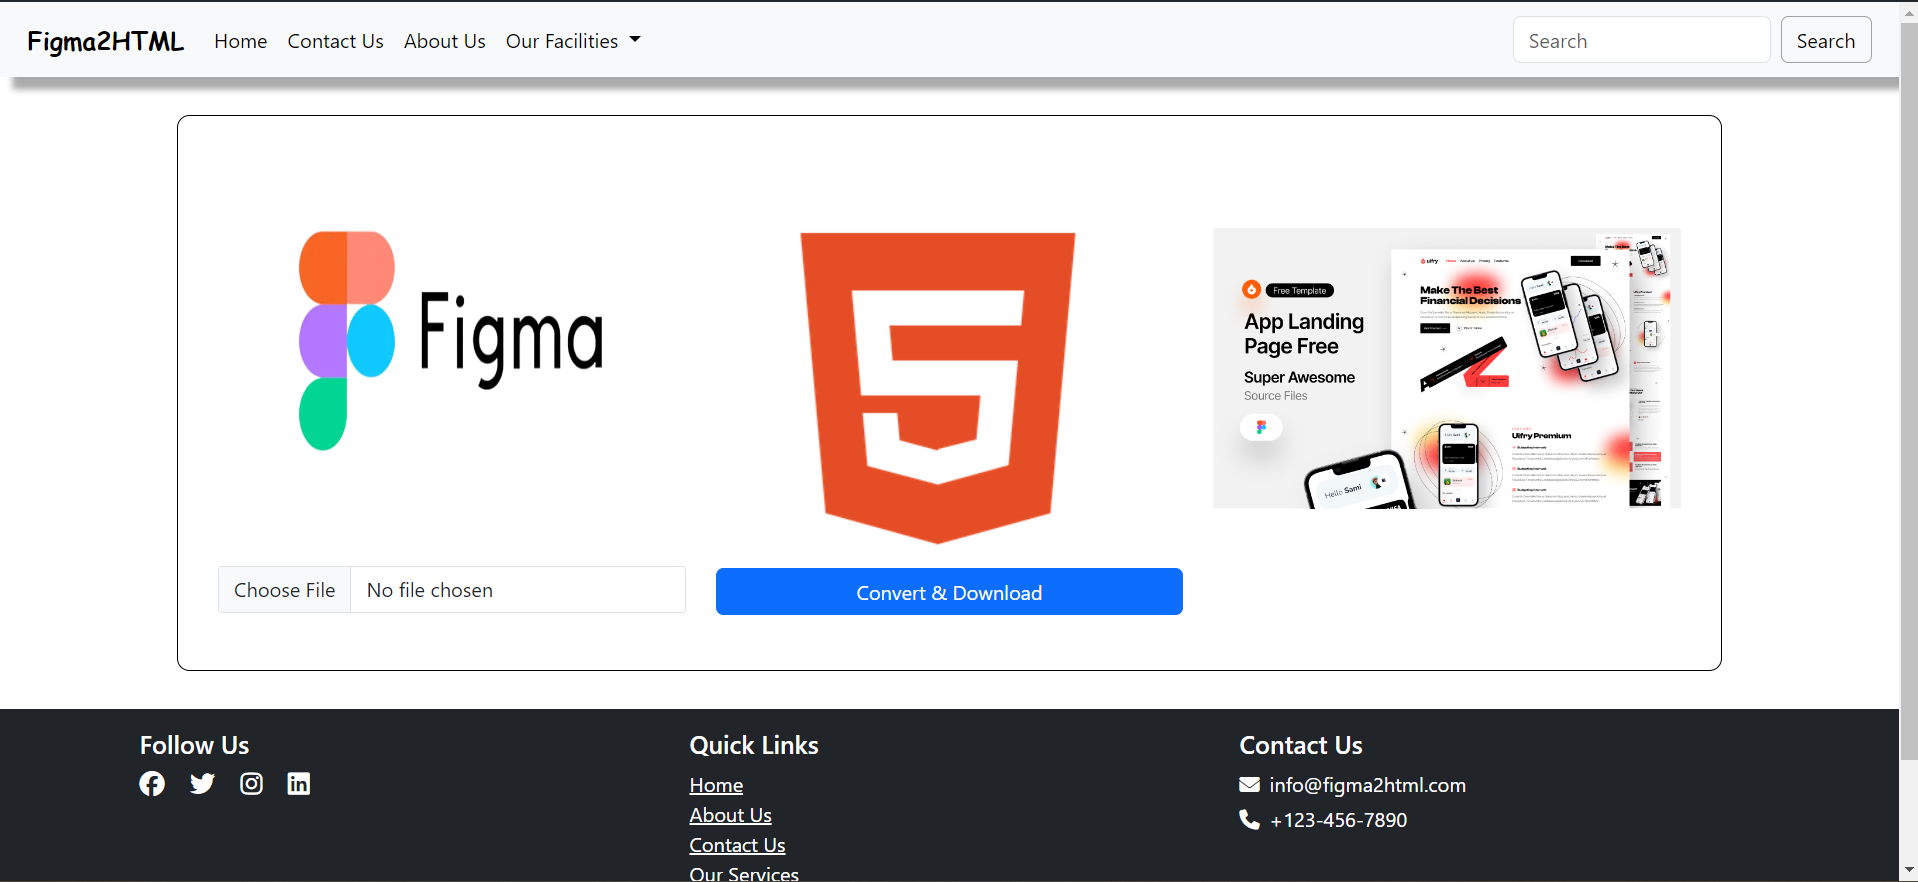 Figma2HTML Home Contact Us About Us Our Facilities Search Search
Figma
Free Template
App Landing
Page Free
Super Awesome
Source Files
Make The Best
Financial Decisions
Uifry Premium
Hello Sami
Choose File No file chosen
Convert & Download
Follow Us
Quick Links
Home
About Us
Contact Us
Our Services
Contact Us
info@figma2html.com
+123-456-7890